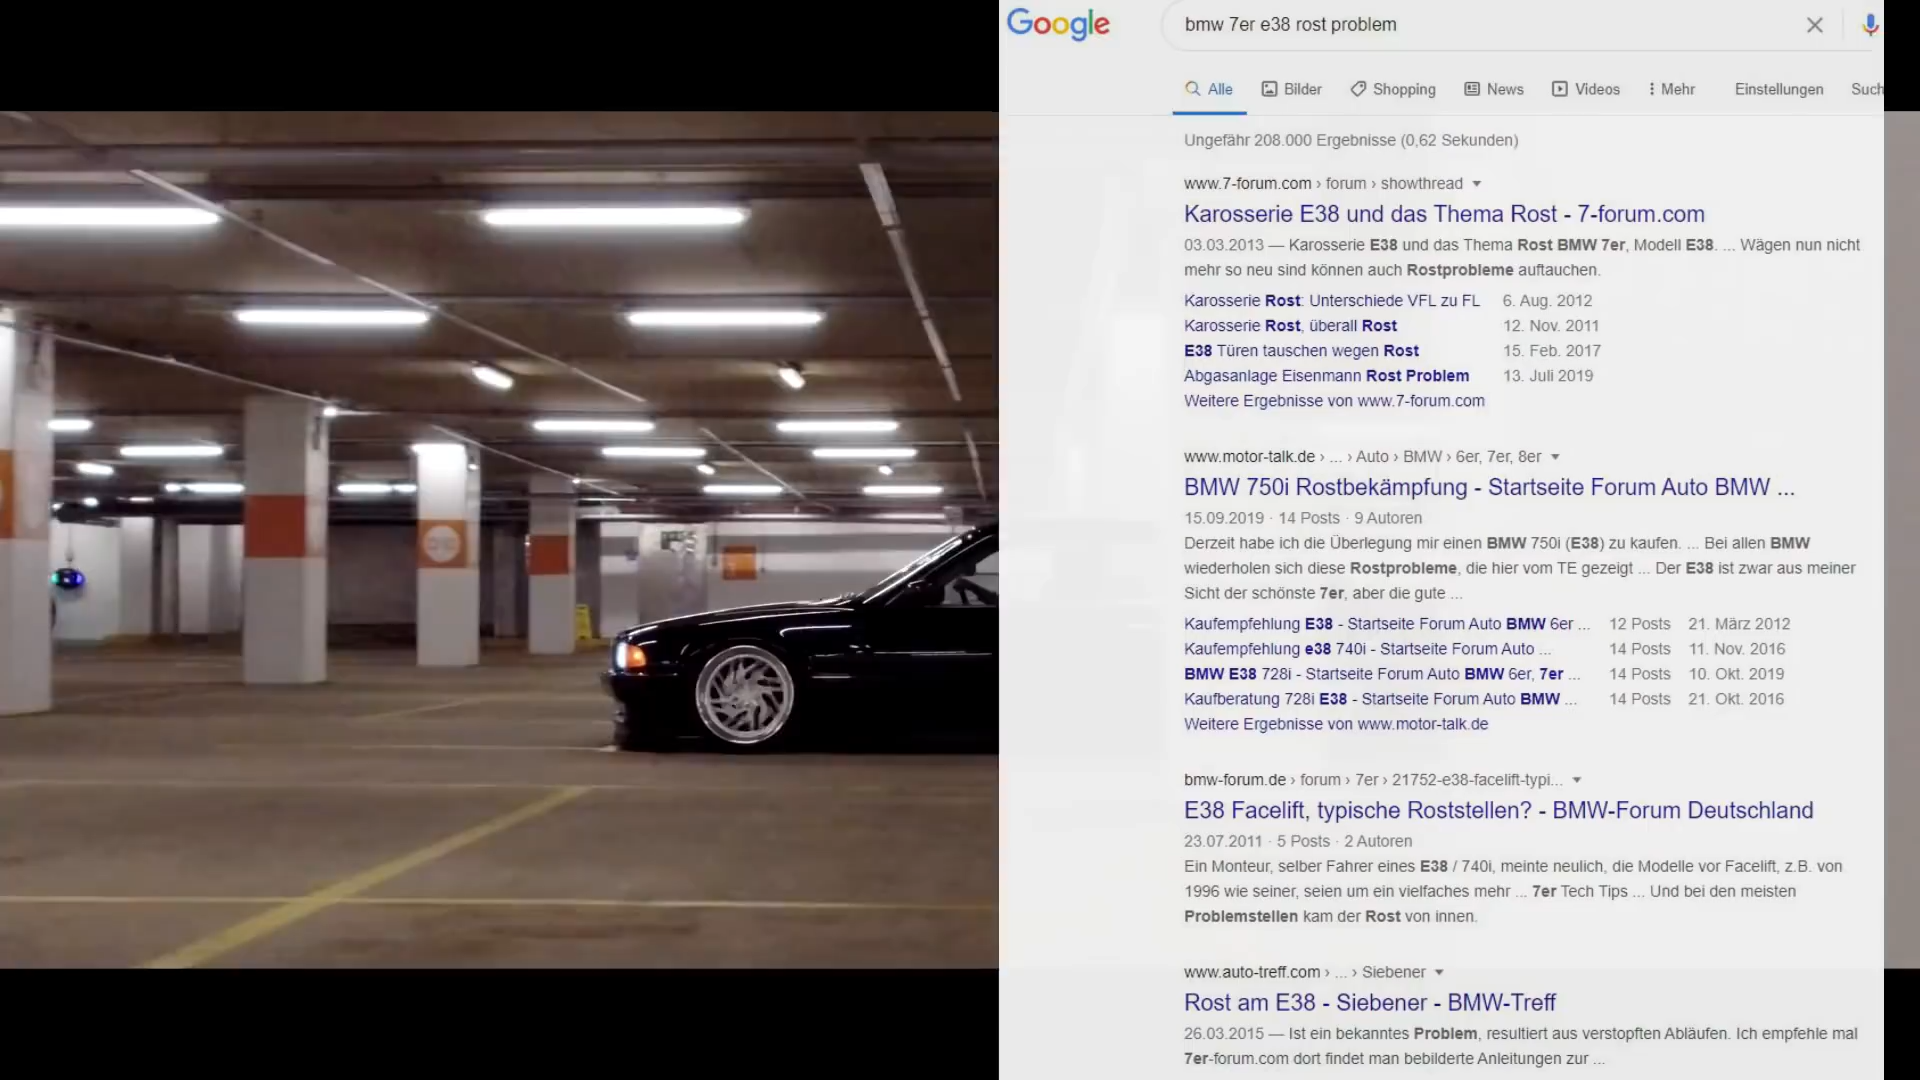 Google
bmw 7er e38 rost problem
Alle Bilder Shopping News Videos Mehr Einstellungen Such
Ungefähr 208.000 Ergebnisse (0,62 Sekunden)
www.7-forum.com › forum › showthread
Karosserie E38 und das Thema Rost - 7-forum.com
03.03.2013 — Karosserie E38 und das Thema Rost BMW 7er, Modell E38. ... Wägen nun nicht
mehr so neu sind können auch Rostprobleme auftauchen.
Karosserie Rost: Unterschiede VFL zu FL 6. Aug. 2012
Karosserie Rost, überall Rost 12. Nov. 2011
E38 Türen tauschen wegen Rost 15. Feb. 2017
Abgasanlage Eisenmann Rost Problem 13. Juli 2019
Weitere Ergebnisse von www.7-forum.com
www.motor-talk.de › ... › Auto › BMW › 6er, 7er, 8er
BMW 750i Rostbekämpfung - Startseite Forum Auto BMW ...
15.09.2019 · 14 Posts · 9 Autoren
Derzeit habe ich die Überlegung mir einen BMW 750i (E38) zu kaufen. ... Bei allen BMW
wiederholen sich diese Rostprobleme, die hier vom TE gezeigt ... Der E38 ist zwar aus meiner
Sicht der schönste 7er, aber die gute ...
Kaufempfehlung E38 - Startseite Forum Auto BMW 6er ... 12 Posts 21. März 2012
Kaufempfehlung e38 740i - Startseite Forum Auto ... 14 Posts 11. Nov. 2016
BMW E38 728i - Startseite Forum Auto BMW 6er, 7er ... 14 Posts 10. Okt. 2019
Kaufberatung 728i E38 - Startseite Forum Auto BMW ... 14 Posts 21. Okt. 2016
Weitere Ergebnisse von www.motor-talk.de
bmw-forum.de › forum › 7er › 21752-e38-facelift-typi...
E38 Facelift, typische Roststellen? - BMW-Forum Deutschland
23.07.2011 · 5 Posts · 2 Autoren
Ein Monteur, selber Fahrer eines E38 / 740i, meinte neulich, die Modelle vor Facelift, z.B. von
1996 wie seiner, seien um ein vielfaches mehr ... 7er Tech Tips ... Und bei den meisten
Problemstellen kam der Rost von innen.
www.auto-treff.com › ... › Siebener
Rost am E38 - Siebener - BMW-Treff
26.03.2015 — Ist ein bekanntes Problem, resultiert aus verstopften Abläufen. Ich empfehle mal
7er-forum.com dort findet man bebilderte Anleitungen zur ...